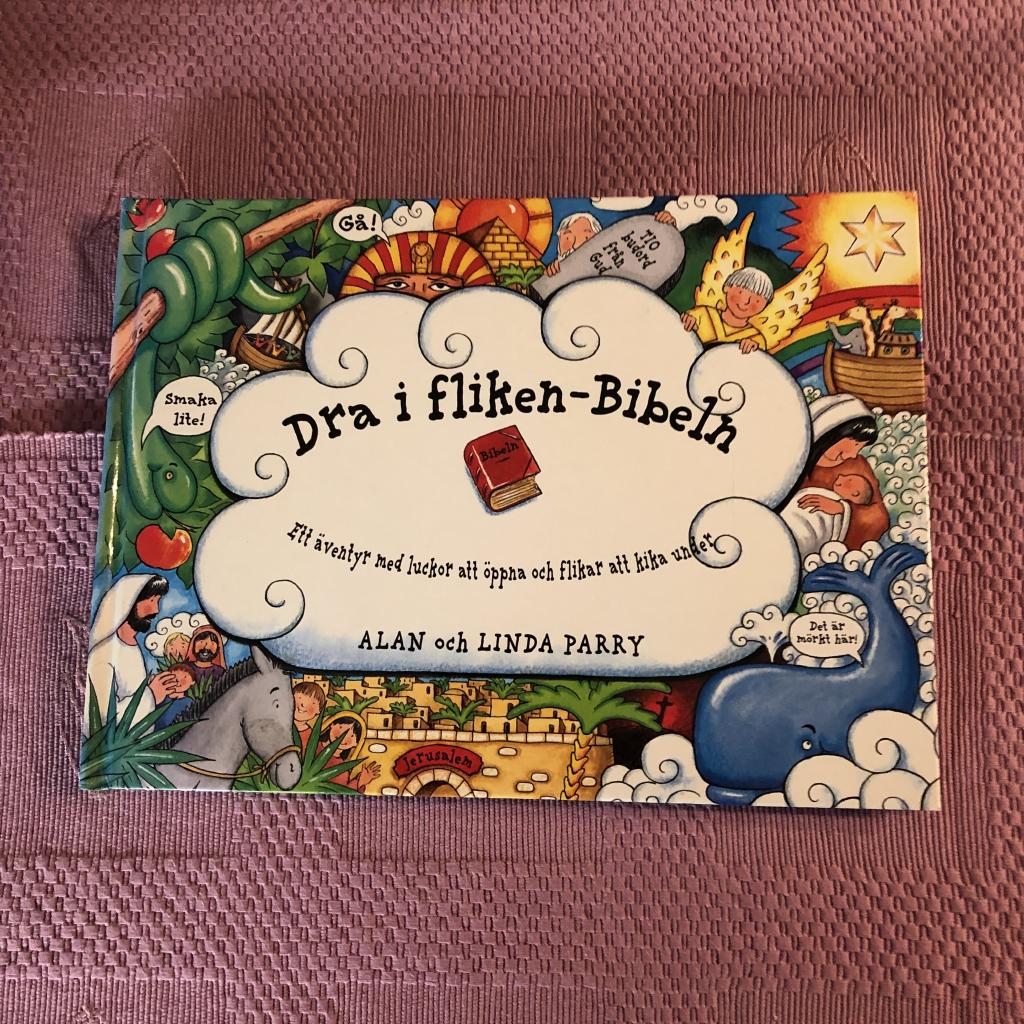 Gå!
TIO
budord
från
Gud
Smaka
lite!
Dra i fliken-Bibeln
Bibeln
Ett äventyr med luckor att öppna och flikar att kika under
ALAN och LINDA PARRY
Det är
mörkt här!
Jerusalem